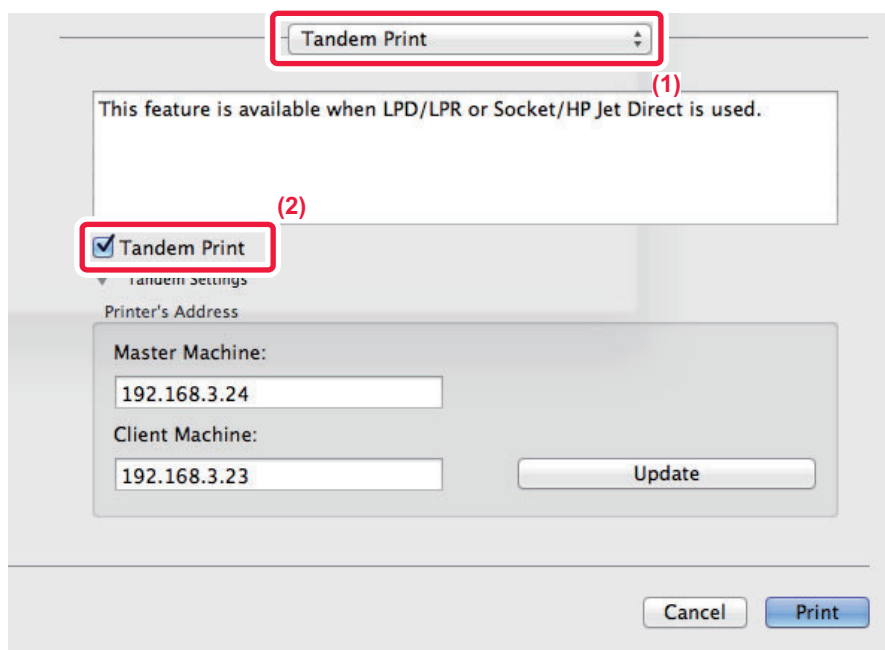 Tandem Print
(1)
This feature is available when LPD/LPR or Socket/HP Jet Direct is used.
(2)
Tandem Print
Tandem Settings
Printer's Address
Master Machine:
192.168.3.24
Client Machine:
192.168.3.23
Update
Cancel
Print